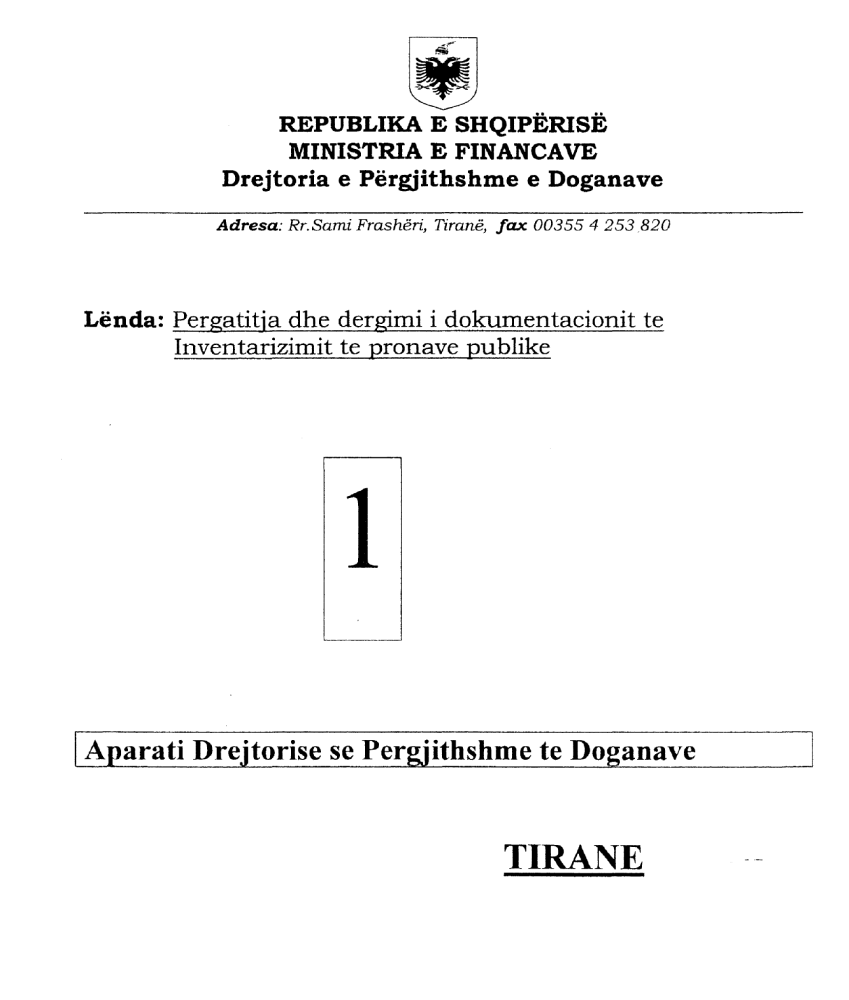 REPUBLIKA E SHQIPËRISË
MINISTRIA E FINANCAVE
Drejtoria e Përgjithshme e Doganave
Adresa: Rr.Sami Frashëri, Tiranë, fax 00355 4 253 820
Lënda: Pergatitja dhe dergimi i dokumentacionit te
Inventarizimit te pronave publike
1
Aparati Drejtorise se Pergjithshme te Doganave
TIRANE